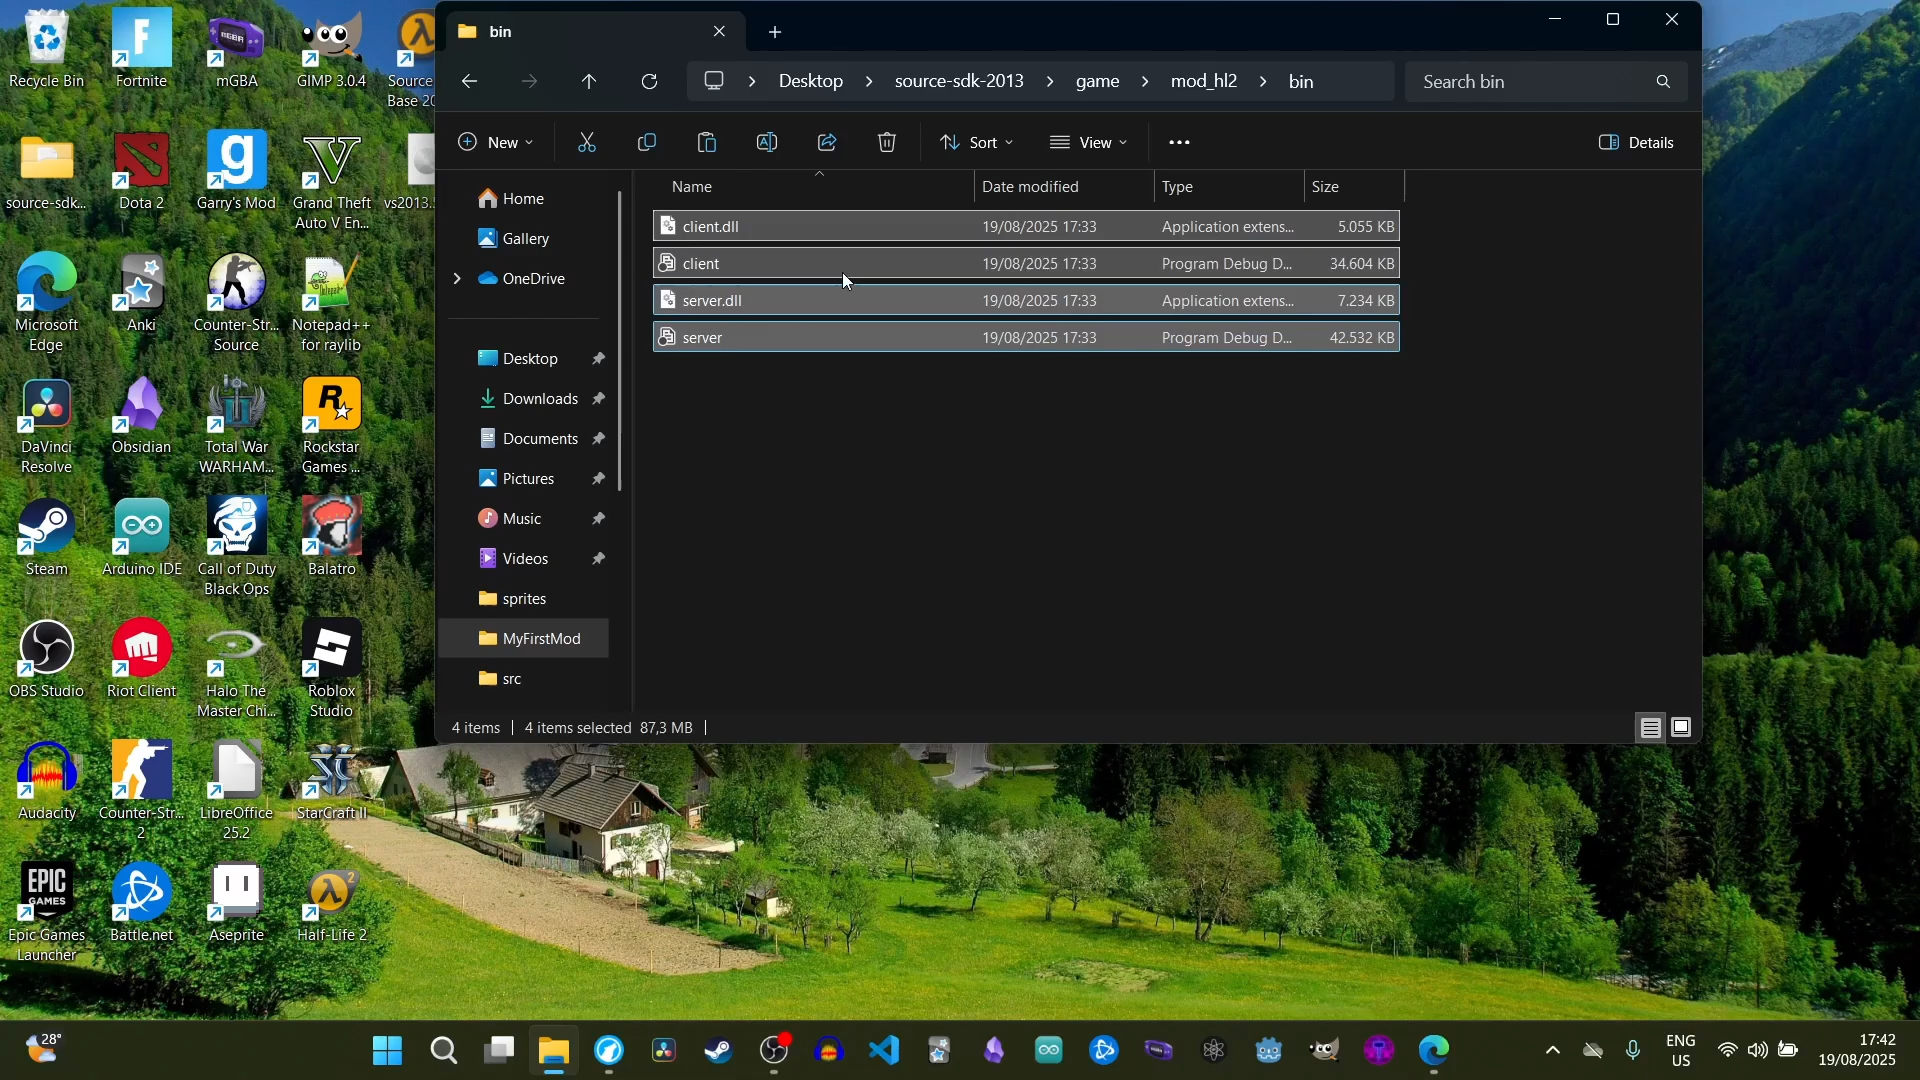 bin
Desktop
source-sdk-2013
game
mod_hl2
bin
Search bin
New
Sort
View
Details
Name
Date modified
Type
Size
client.dll 19/08/2025 17:33 Application extens... 5.055 KB
client 19/08/2025 17:33 Program Debug D... 34.604 KB
server.dll 19/08/2025 17:33 Application extens... 7.234 KB
server 19/08/2025 17:33 Program Debug D... 42.532 KB
Home
Gallery
OneDrive
Desktop
Downloads
Documents
Pictures
Music
Videos
sprites
MyFirstMod
src
4 items
4 items selected 87,3 MB
Recycle Bin
Fortnite
mGBA
GIMP 3.0.4
Source
Base 20
source-sdk...
Dota 2
Garry's Mod
Grand Theft
Auto V En...
vs2013.
Microsoft
Edge
Anki
Counter-Str...
Source
Notepad++
for raylib
DaVinci
Resolve
Obsidian
Total War
WARHAM...
Rockstar
Games ...
Steam
Arduino IDE
Call of Duty
Black Ops
Balatro
OBS Studio
Riot Client
Halo The
Master Chi...
Roblox
Studio
Audacity
Counter-Str...
2
LibreOffice
25.2
StarCraft II
EPIC
GAMES
Epic Games
Launcher
Battle.net
Aseprite
Half-Life 2
28°
ENG
US
17:42
19/08/2025